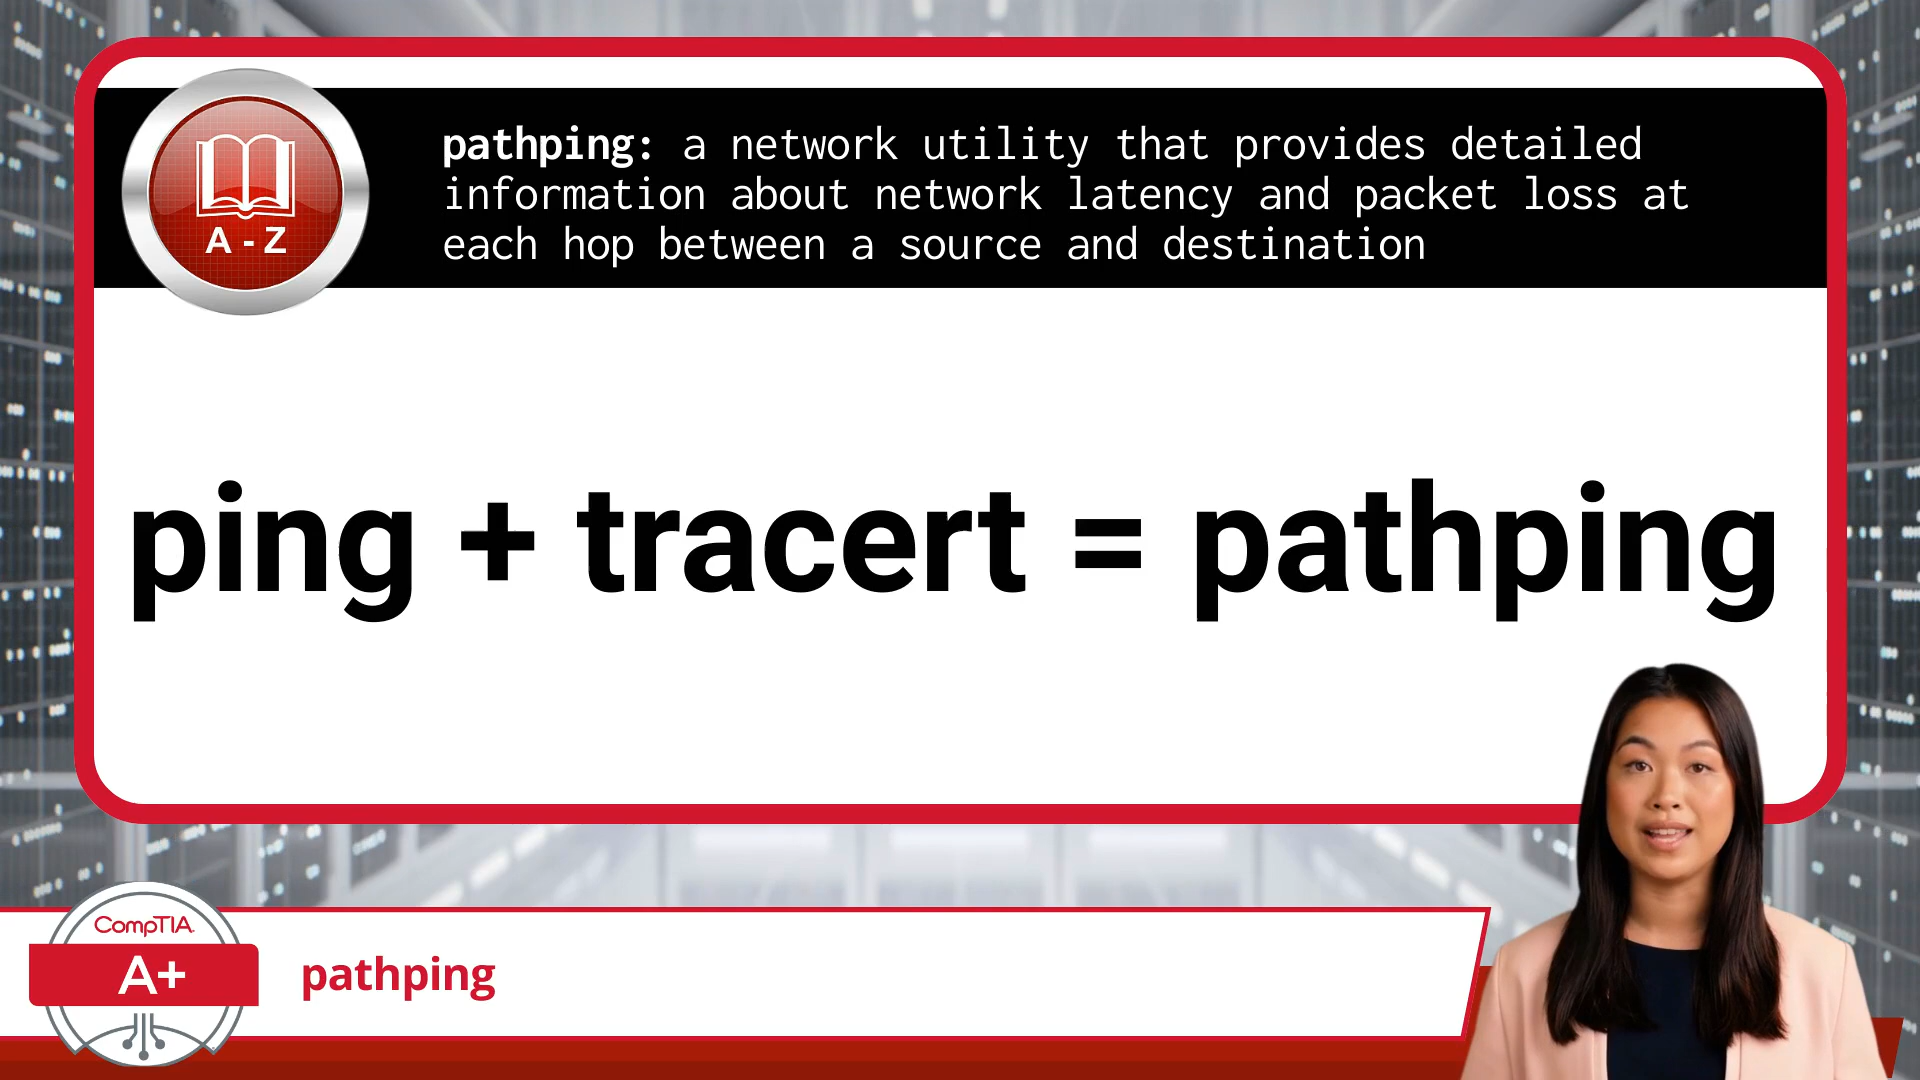 pathping: a network utility that provides detailed
information about network latency and packet loss at
each hop between a source and destination
A - Z
ping + tracert = pathping
CompTIA.
A+
pathping